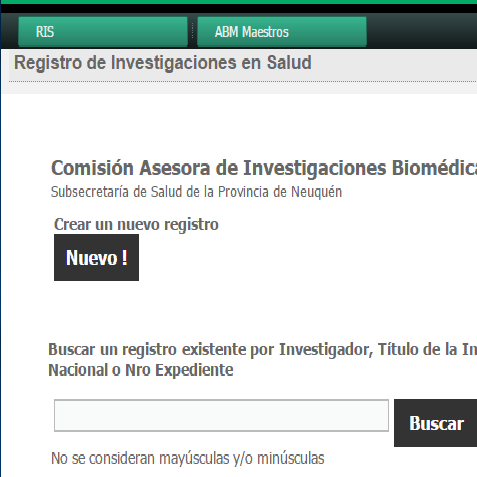 RIS ABM Maestros
Registro de Investigaciones en Salud
Comisión Asesora de Investigaciones
Subsecretaría de Salud de la Provincia de Neuquén
Crear un nuevo registro
Nuevo !
Buscar un registro existente por Investigador, Título de la
Nacional o Nro Expediente
Buscar
No se consideran mayúsculas y/o minúsculas